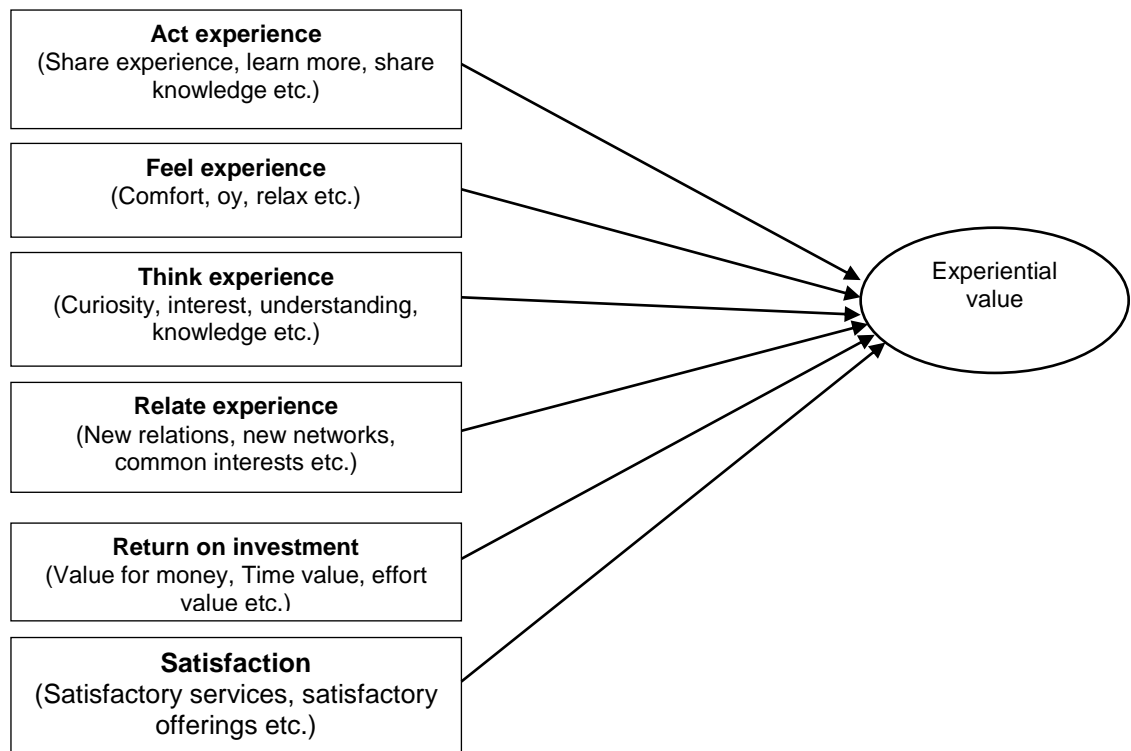 Act experience
(Share experience, learn more, share
knowledge etc.)
Feel experience
(Comfort, oy, relax etc.)
Think experience
(Curiosity, interest, understanding,
knowledge etc.)
Relate experience
(New relations, new networks,
common interests etc.)
Return on investment
(Value for money, Time value, effort
value etc.)
Satisfaction
(Satisfactory services, satisfactory
offerings etc.)
Experiential
value